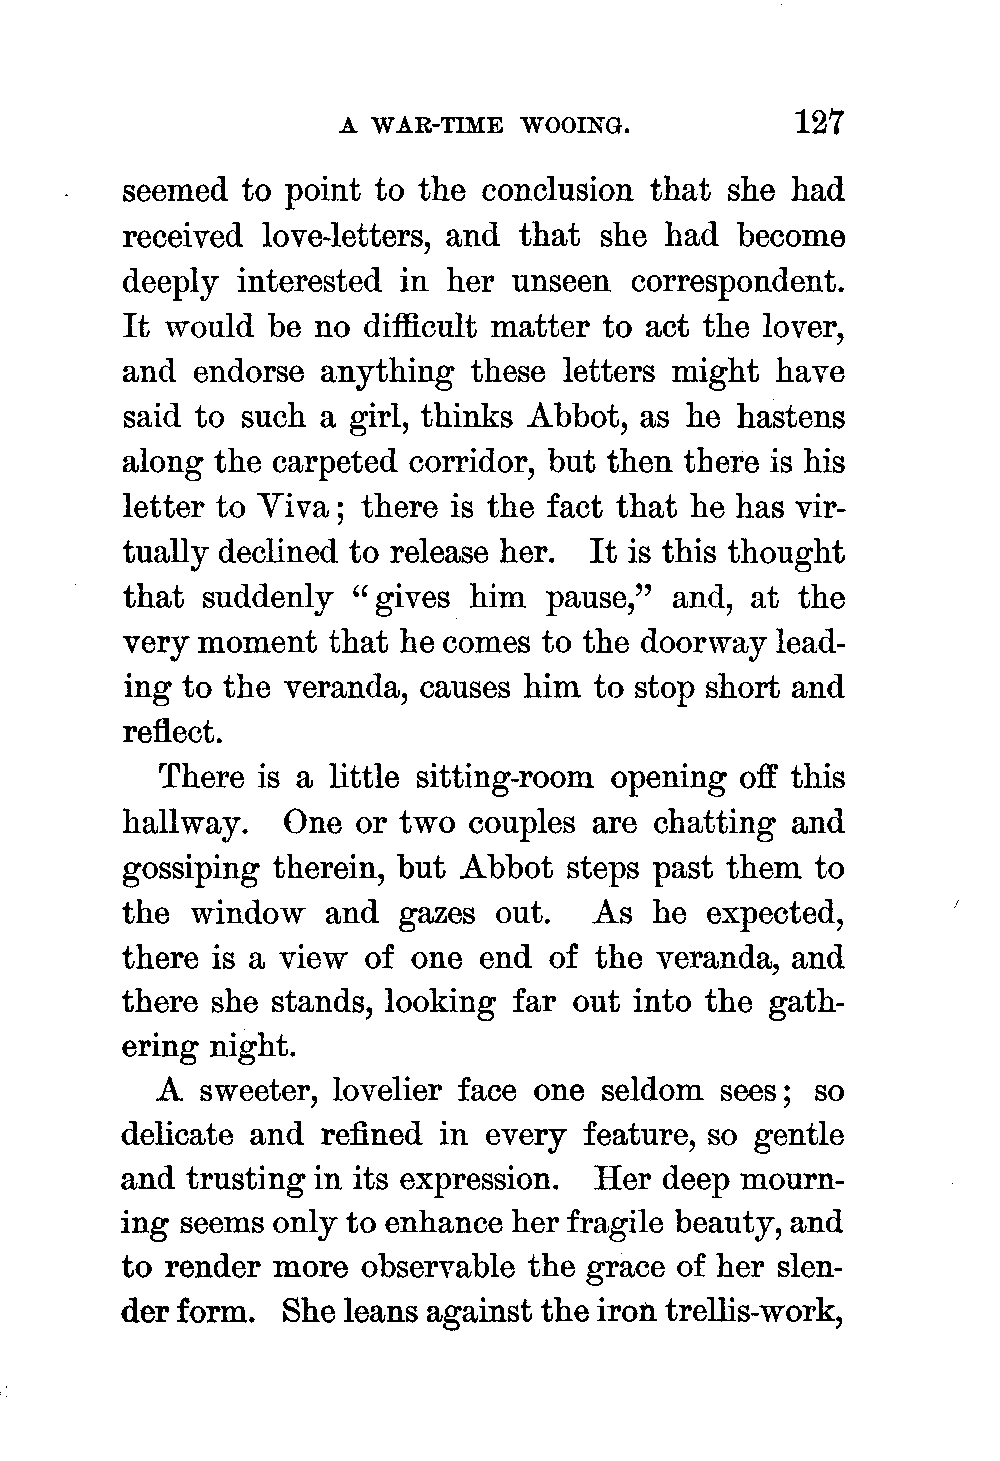 A WAR-TIME WOOING. 127
seemed to point to the conclusion that she had
received love-letters, and that she had become
deeply interested in her unseen correspondent.
It would be no difficult matter to act the lover,
and endorse anything these letters might have
said to such a girl, thinks Abbot, as he hastens
along the carpeted corridor, but then there is his
letter to Viva; there is the fact that he has vir-
tually declined to release her. It is this thought
that suddenly "gives him pause," and, at the
very moment that he comes to the doorway lead-
ing to the veranda, causes him to stop short and
reflect.
There is a little sitting-room opening off this
hallway. One or two couples are chatting and
gossiping therein, but Abbot steps past them to
the window and gazes out. As he expected,
there is a view of one end of the veranda, and
there she stands, looking far out into the gath-
ering night.
A sweeter, lovelier face one seldom sees; so
delicate and refined in every feature, so gentle
and trusting in its expression. Her deep mourn-
ing seems only to enhance her fragile beauty, and
to render more observable the grace of her slen-
der form. She leans against the iron trellis-work,